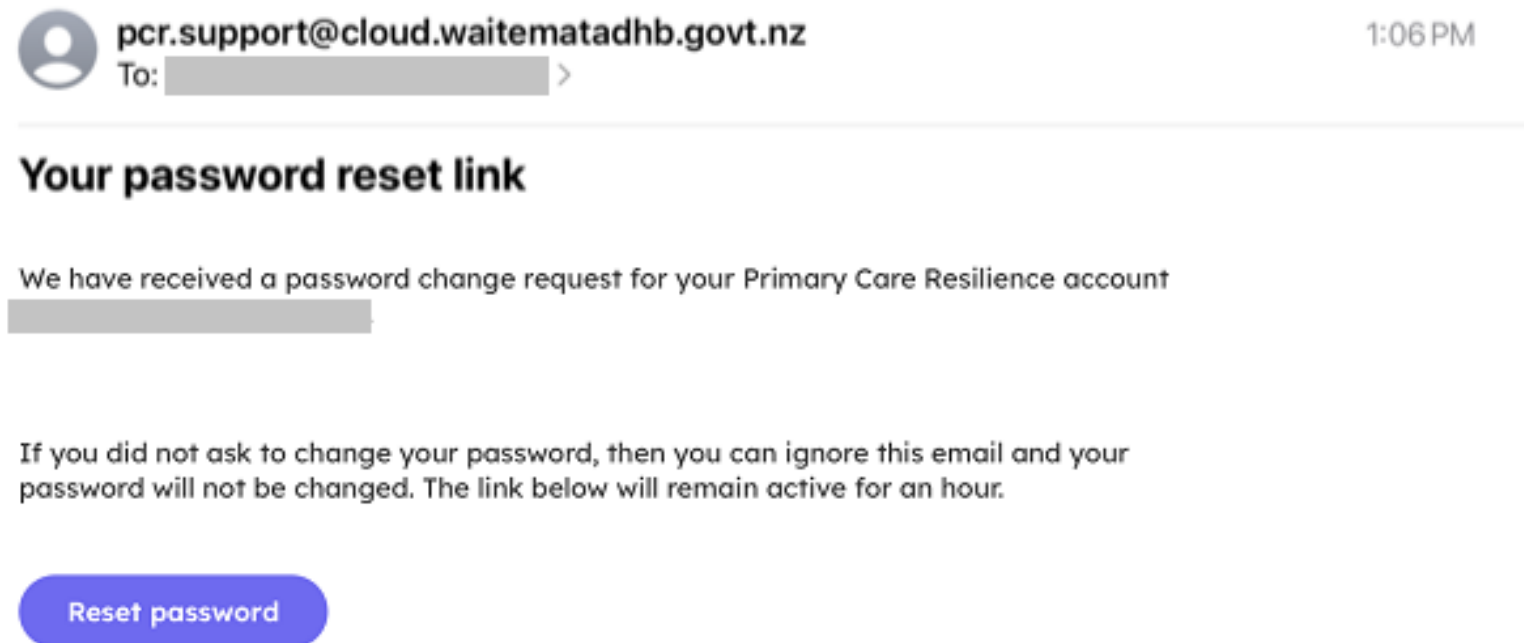 pcr.support@cloud.waitematadhb.govt.nz
1:06 PM
To:
Your password reset link
We have received a password change request for your Primary Care Resilience account
If you did not ask to change your password, then you can ignore this email and your
password will not be changed. The link below will remain active for an hour.
Reset password